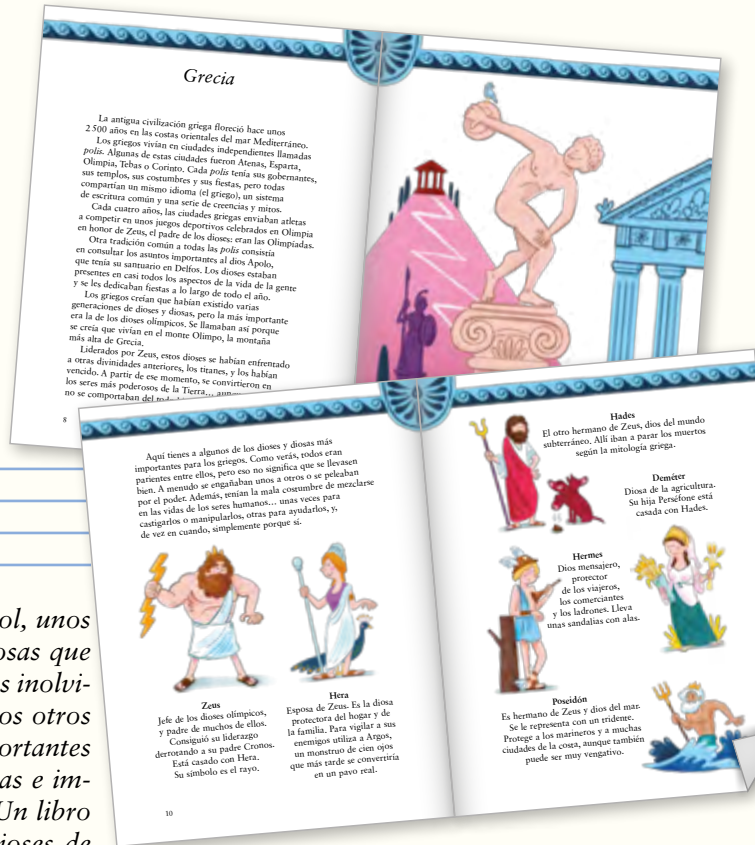 Grecia
La antigua civilización griega floreció hace unos
2 500 años en las costas orientales del mar Mediterráneo.
Los griegos vivían en ciudades independientes llamadas
polis. Algunas de estas ciudades fueron Atenas, Esparta,
Olimpia, Tebas o Corinto. Cada polis tenía sus gobernantes,
sus templos, sus costumbres y sus fiestas, pero todas
compartían un mismo idioma (el griego), un sistema
de escritura común y una serie de creencias y mitos.
Cada cuatro años, las ciudades griegas enviaban atletas
a competir en unos juegos deportivos celebrados en Olimpia
en honor de Zeus, el padre de los dioses: eran las Olimpíadas.
Otra tradición común a todas las polis consistía
en consultar los asuntos importantes al dios Apolo,
que tenía su santuario en Delfos. Los dioses estaban
presentes en casi todos los aspectos de la vida de la gente
y se les dedicaban fiestas a lo largo de todo el año.
Los griegos creían que habían existido varias
generaciones de dioses y diosas, pero la más importante
era la de los dioses olímpicos. Se llamaban así porque
se creía que vivían en el monte Olimpo, la montaña
más alta de Grecia.
Liderados por Zeus, estos dioses se habían enfrentado
a otras divinidades anteriores, los titanes, y los habían
vencido. A partir de ese momento, se convirtieron en
los seres más poderosos de la Tierra...
no se comportaban del
8
Aquí tienes a algunos de los dioses y diosas más
importantes para los griegos. Como verás, todos eran
parientes entre ellos, pero eso no significa que se llevasen
bien. A menudo se engañaban unos a otros o se peleaban
por el poder. Además, tenían la mala costumbre de mezclarse
en las vidas de los seres humanos... unas veces para
castigarlos o manipularlos, otras para ayudarlos, y,
de vez en cuando, simplemente porque sí.
Zeus
Jefe de los dioses olímpicos,
y padre de muchos de ellos.
Consiguió su liderazgo
derrotando a su padre Cronos.
Está casado con Hera.
Su símbolo es el rayo.
Hera
Esposa de Zeus. Es la diosa
protectora del hogar y de
la familia. Para vigilar a sus
enemigos utiliza a Argos,
un monstruo de cien ojos
que más tarde se convertiría
en un pavo real.
10
Hades
El otro hermano de Zeus, dios del mundo
subterráneo. Allí iban a parar los muertos
según la mitología griega.
Deméter
Diosa de la agricultura.
Su hija Perséfone está
casada con Hades.
Hermes
Dios mensajero,
protector
de los viajeros,
los comerciantes
y los ladrones. Lleva
unas sandalias con alas.
Poseidón
Es hermano de Zeus y dios del mar.
Se le representa con un tridente.
Protege a los marineros y a muchas
ciudades de la costa, aunque también
puede ser muy vengativo.
ol, unos
osas que
s inolvi-
os otros
portantes
as e im-
Un libro
ioses de